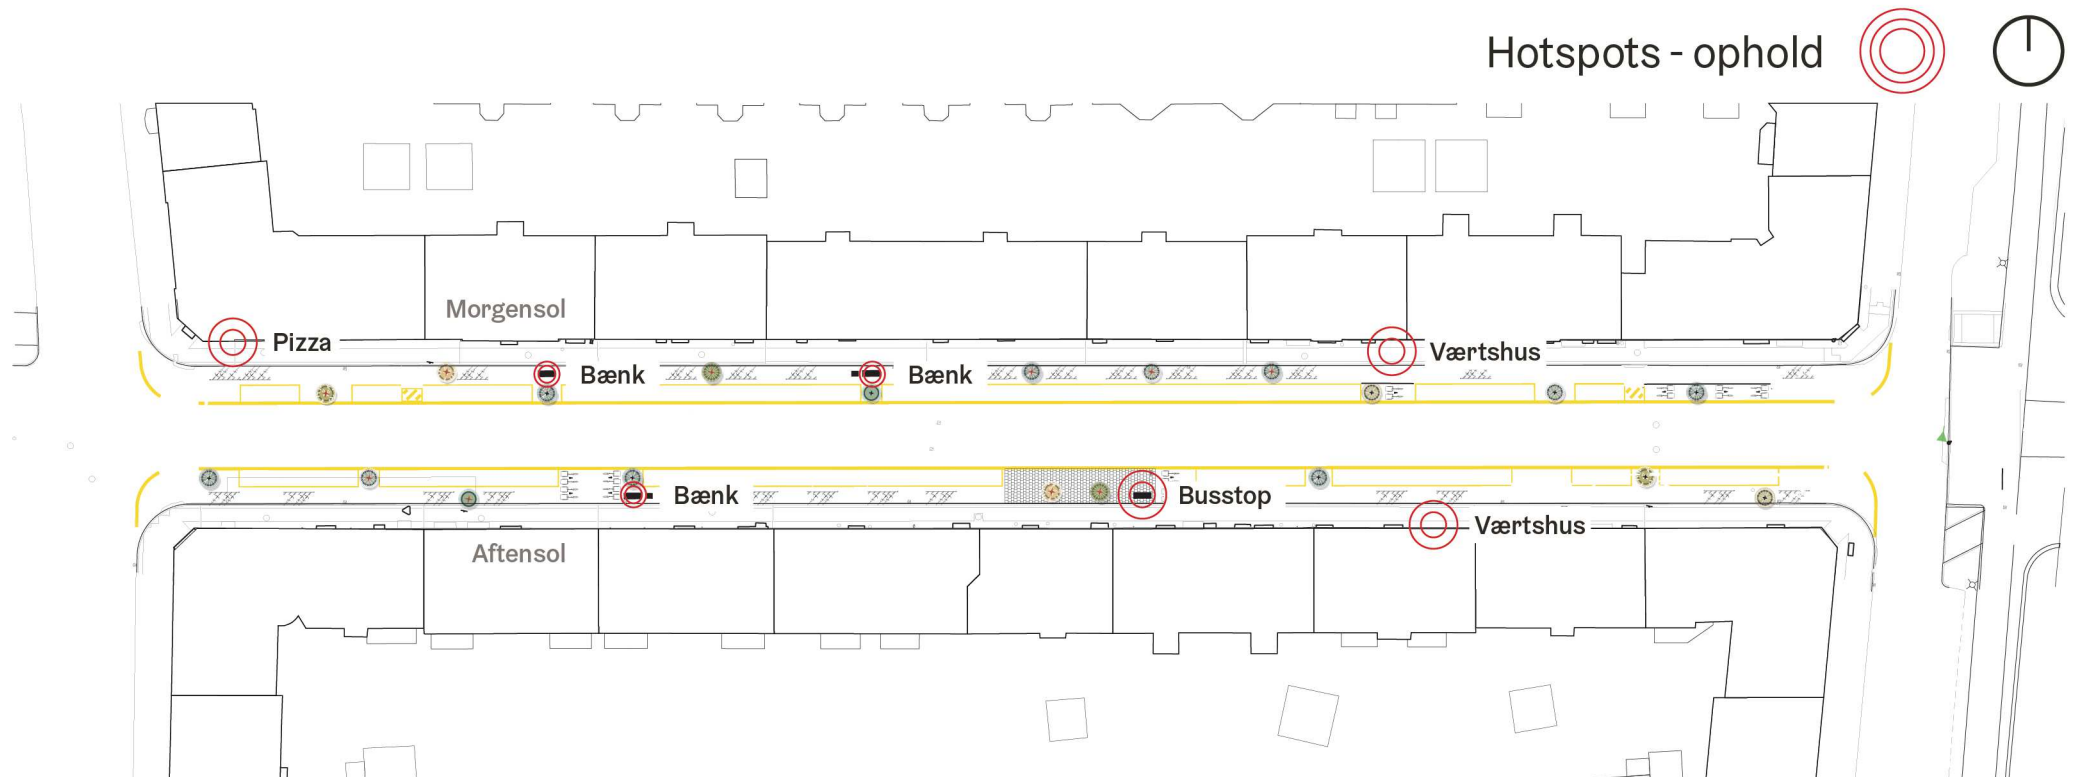 Hotspots - ophold
Morgensol
Pizza
Værtshus
Bænk
Bænk
Bænk
Busstop
Værtshus
Aftensol